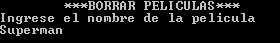 ***BORRAR PELICULAS***
Ingrese el nombre de la pelicula
Superman